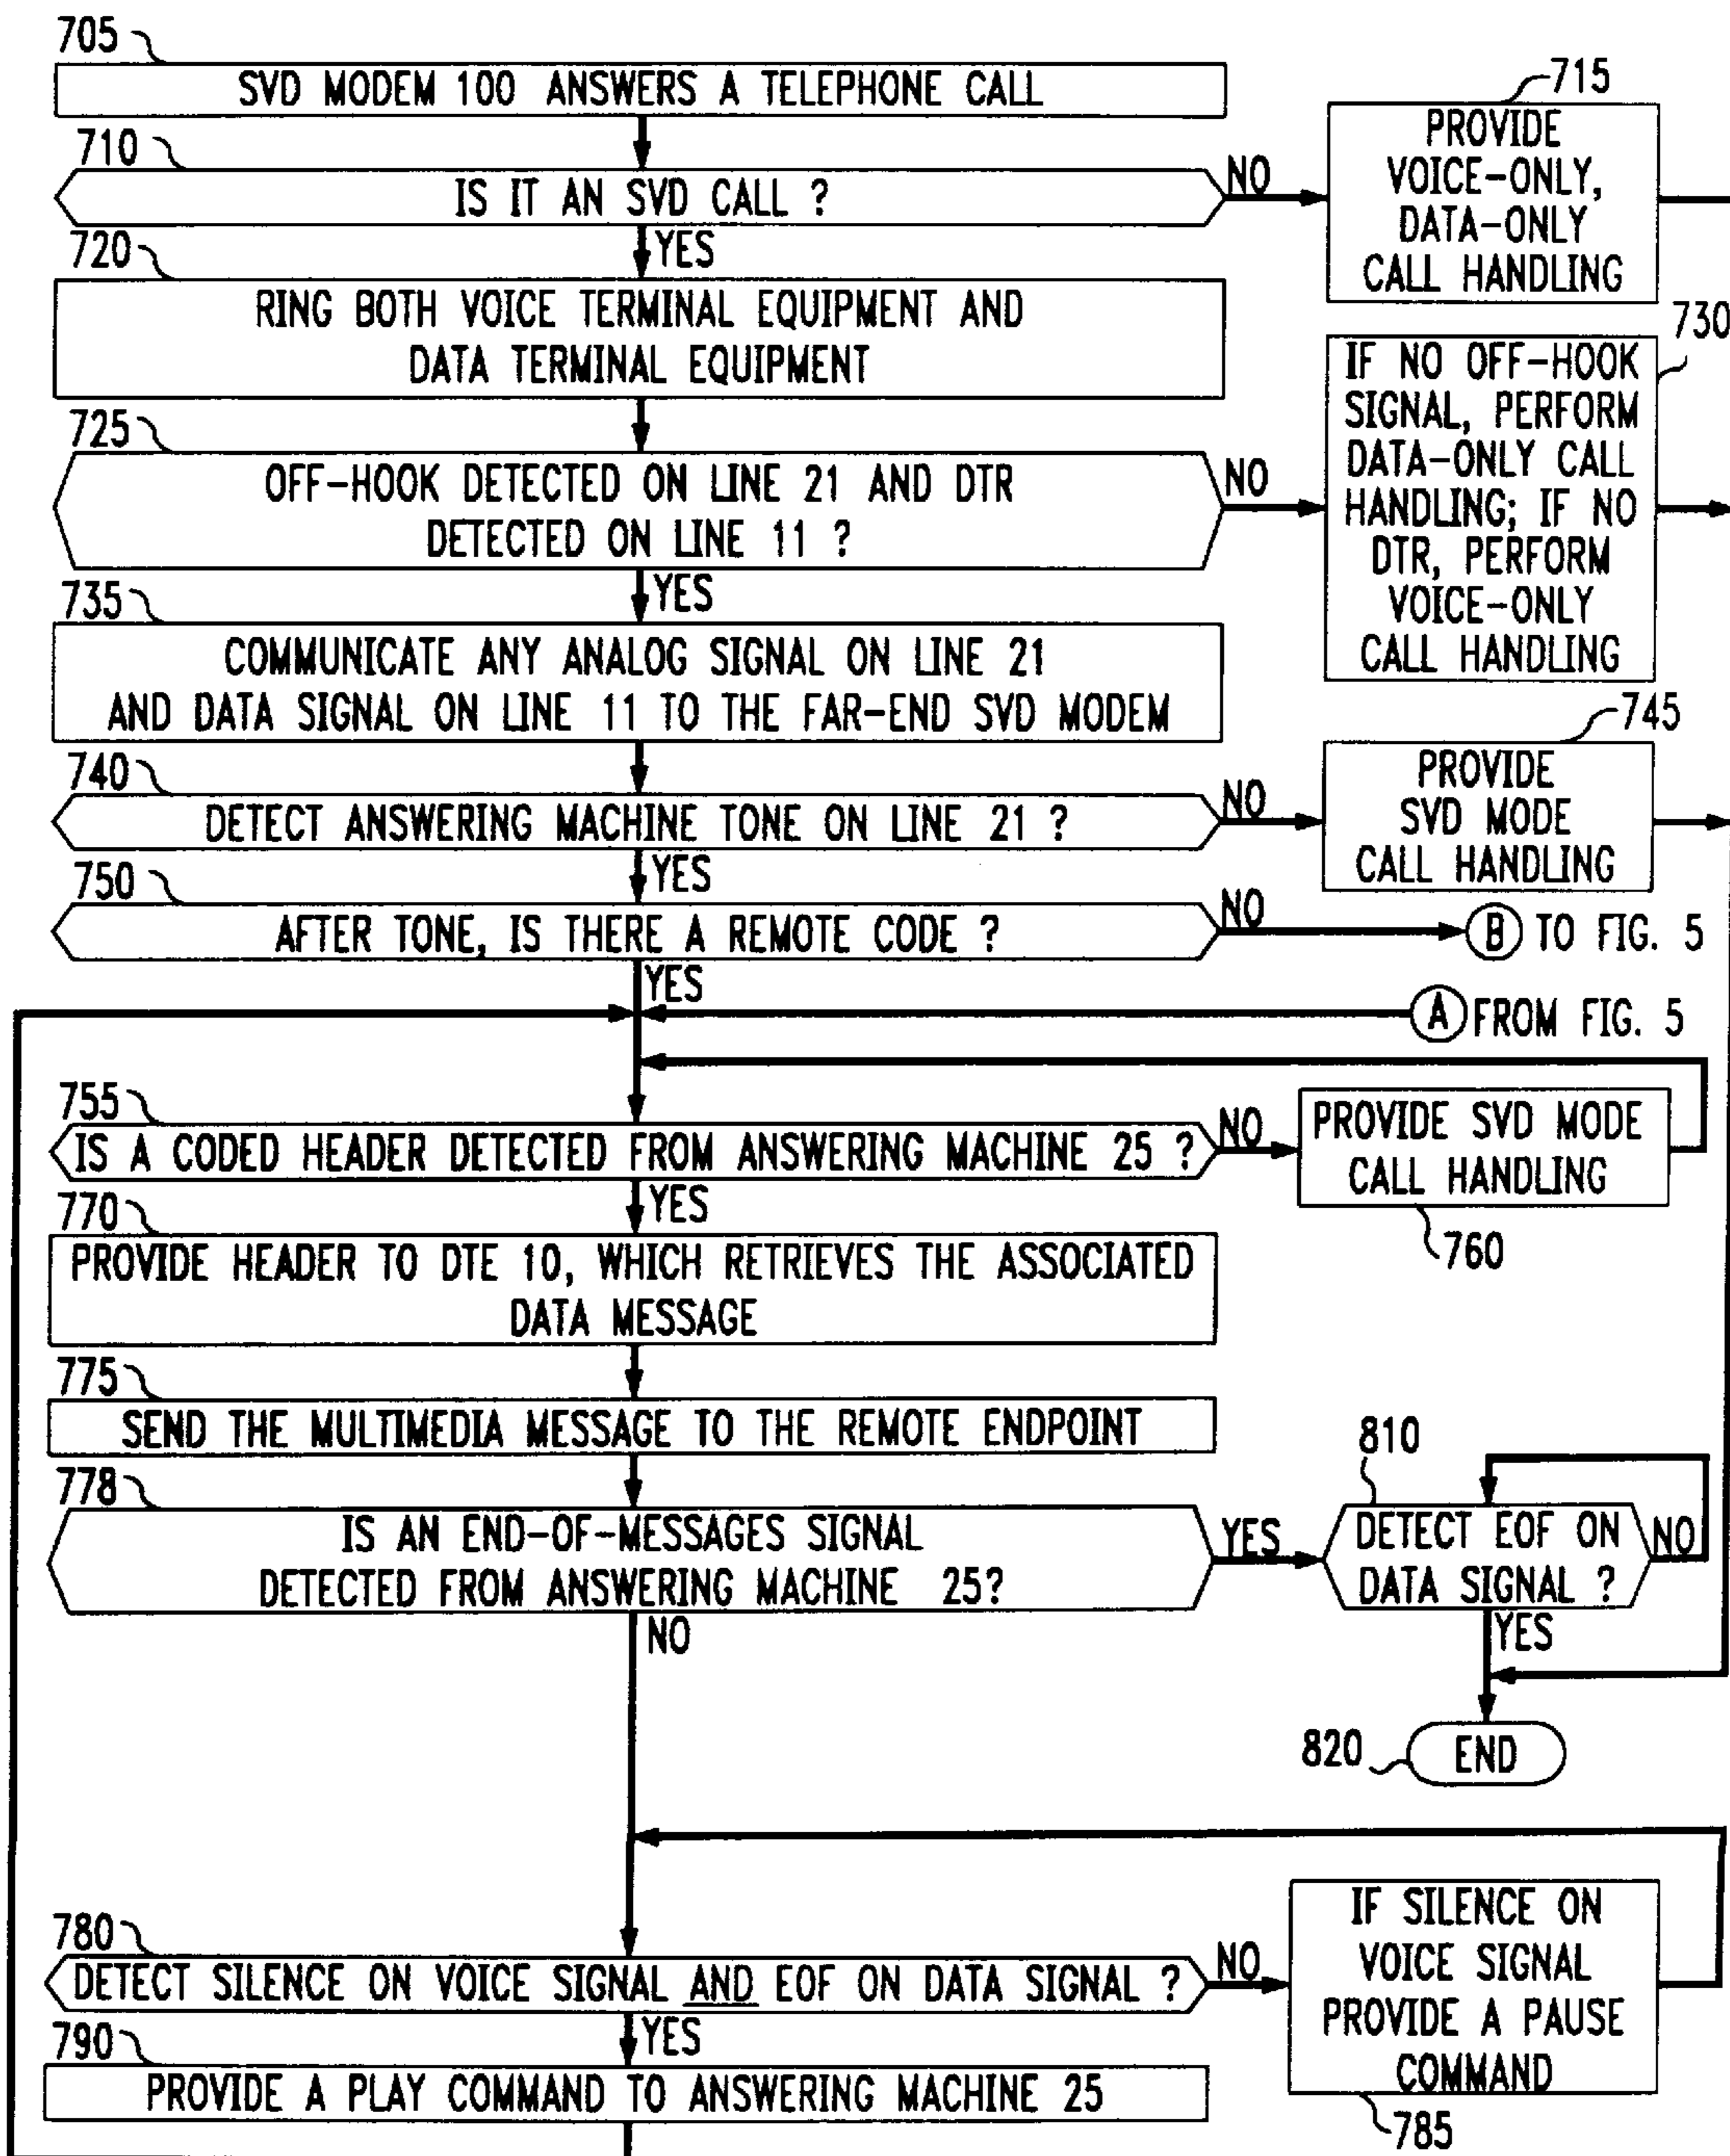 705
SVD MODEM 100 ANSWERS A TELEPHONE CALL
710
IS IT AN SVD CALL ?
NO
715
PROVIDE
VOICE-ONLY,
DATA-ONLY
CALL HANDLING
YES
720
RING BOTH VOICE TERMINAL EQUIPMENT AND
DATA TERMINAL EQUIPMENT
725
OFF-HOOK DETECTED ON LINE 21 AND DTR
DETECTED ON LINE 11 ?
NO
730
IF NO OFF-HOOK
SIGNAL, PERFORM
DATA-ONLY CALL
HANDLING; IF NO
DTR, PERFORM
VOICE-ONLY
CALL HANDLING
YES
735
COMMUNICATE ANY ANALOG SIGNAL ON LINE 21
AND DATA SIGNAL ON LINE 11 TO THE FAR-END SVD MODEM
740
DETECT ANSWERING MACHINE TONE ON LINE 21 ?
NO
745
PROVIDE
SVD MODE
CALL HANDLING
YES
750
AFTER TONE, IS THERE A REMOTE CODE ?
NO
B TO FIG. 5
YES
A FROM FIG. 5
755
IS A CODED HEADER DETECTED FROM ANSWERING MACHINE 25 ?
NO
PROVIDE SVD MODE
CALL HANDLING
760
YES
770
PROVIDE HEADER TO DTE 10, WHICH RETRIEVES THE ASSOCIATED
DATA MESSAGE
775
SEND THE MULTIMEDIA MESSAGE TO THE REMOTE ENDPOINT
778
IS AN END-OF-MESSAGES SIGNAL
DETECTED FROM ANSWERING MACHINE 25?
YES
810
DETECT EOF ON
DATA SIGNAL ?
NO
YES
820
END
NO
780
DETECT SILENCE ON VOICE SIGNAL AND EOF ON DATA SIGNAL ?
NO
IF SILENCE ON
VOICE SIGNAL
PROVIDE A PAUSE
COMMAND
785
YES
790
PROVIDE A PLAY COMMAND TO ANSWERING MACHINE 25